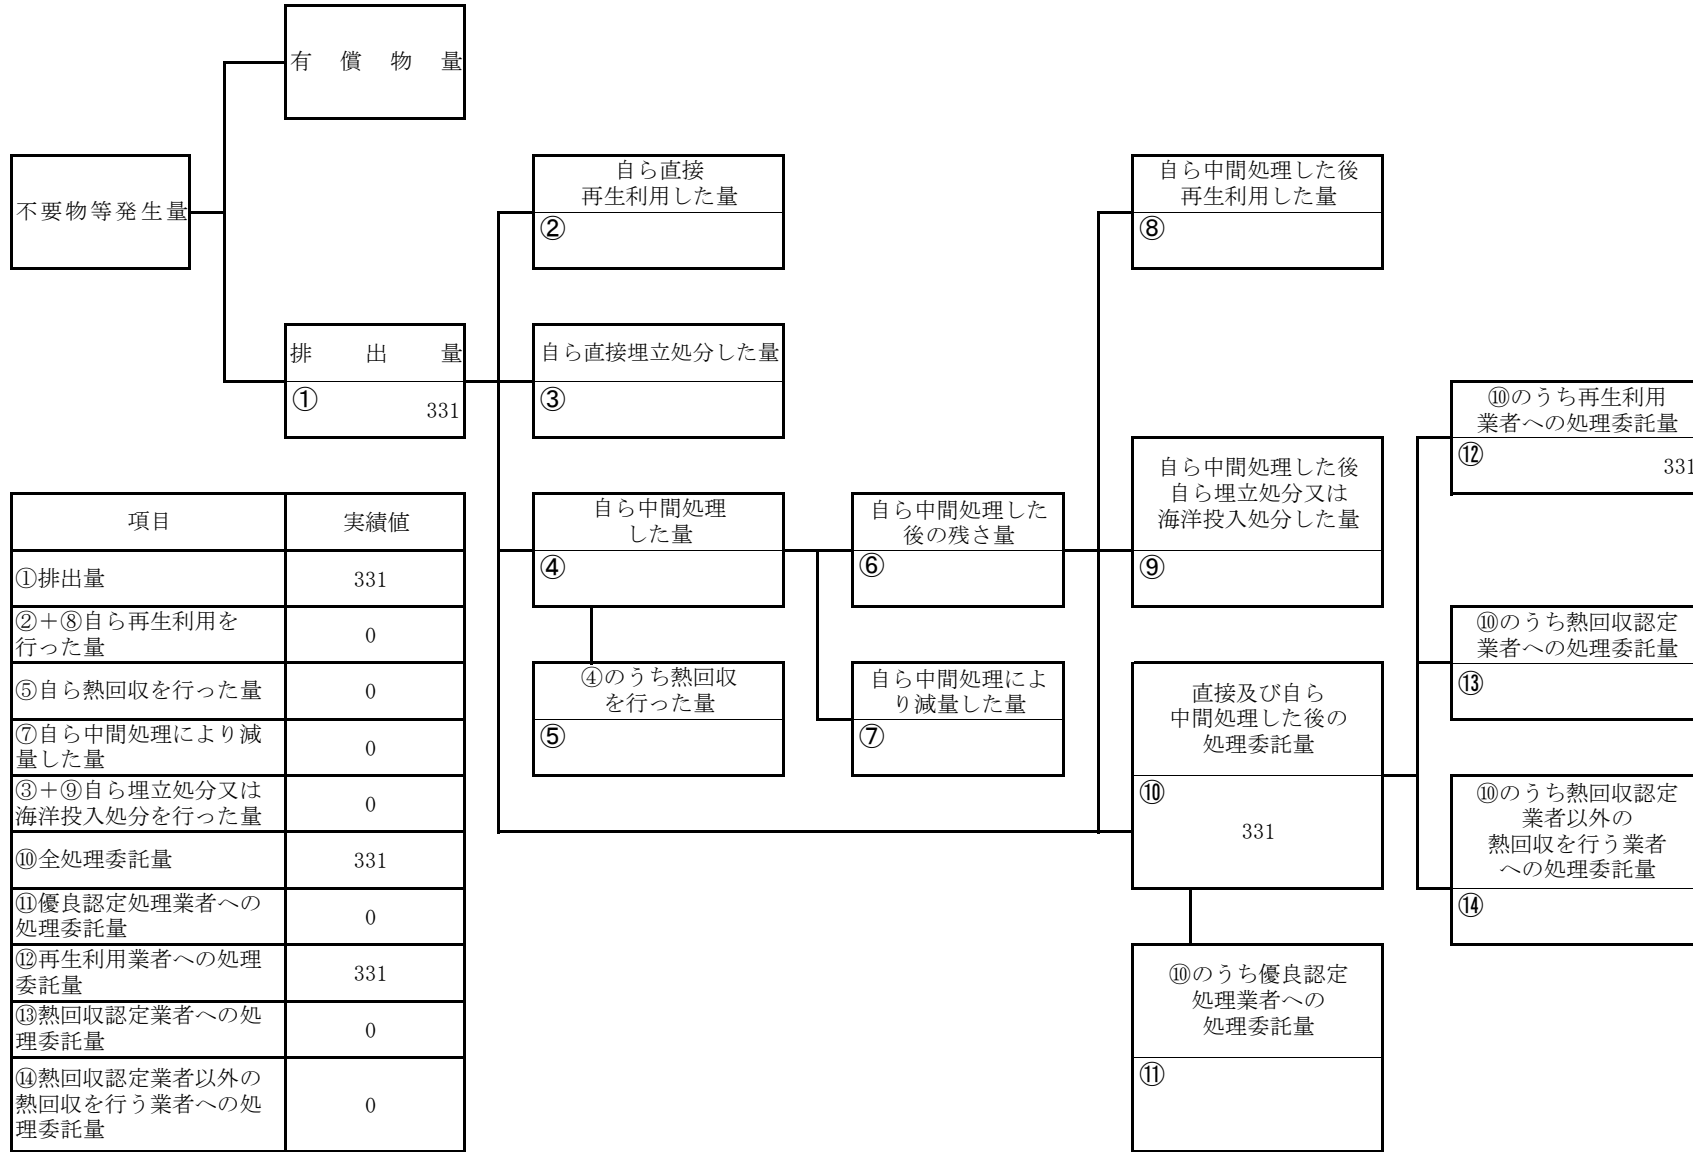 有償物量
不要物等発生量
自ら直接
再生利用した量
②
自ら中間処理した後
再生利用した量
⑧
排出量
①
331
自ら直接埋立処分した量
③
⑩のうち再生利用
業者への処理委託量
⑫
331
自ら中間処理
した量
④
自ら中間処理した
後の残さ量
⑥
自ら中間処理した後
自ら埋立処分又は
海洋投入処分した量
⑨
⑩のうち熱回収認定
業者への処理委託量
⑬
④のうち熱回収
を行った量
⑤
自ら中間処理によ
り減量した量
⑦
直接及び自ら
中間処理した後の
処理委託量
⑩
331
⑩のうち熱回収認定
業者以外の
熱回収を行う業者
への処理委託量
⑭
⑩のうち優良認定
処理業者への
処理委託量
⑪
項目 実績値
①排出量 331
②＋⑧自ら再生利用を
行った量 0
⑤自ら熱回収を行った量 0
⑦自ら中間処理により減
量した量 0
③＋⑨自ら埋立処分又は
海洋投入処分を行った量 0
⑩全処理委託量 331
⑪優良認定処理業者への
処理委託量 0
⑫再生利用業者への処理
委託量 331
⑬熱回収認定業者への処
理委託量 0
⑭熱回収認定業者以外の
熱回収を行う業者への処
理委託量 0